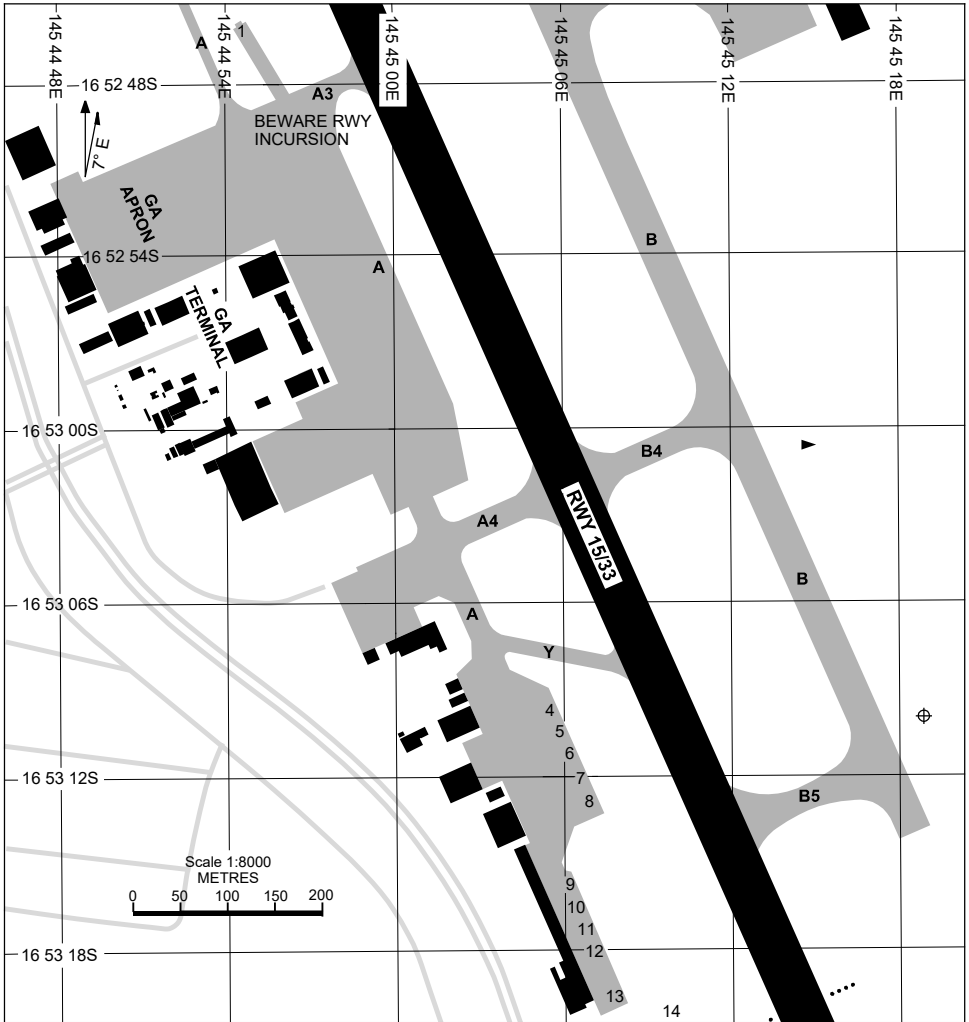 145 44 48E
145 44 54E
145 45 00E
145 45 06E
145 45 12E
145 45 18E
A
1
16 52 48S
A3
BEWARE RWY
INCURSION
7° E
GA
APRON
B
16 52 54S
A
GA
TERMINAL
16 53 00S
B4
A4
RWY 15/33
B
16 53 06S
A
Y
4
5
6
16 53 12S
7
8
B5
Scale 1:8000
METRES
0 50 100 150 200
9
10
11
16 53 18S
12
13
14